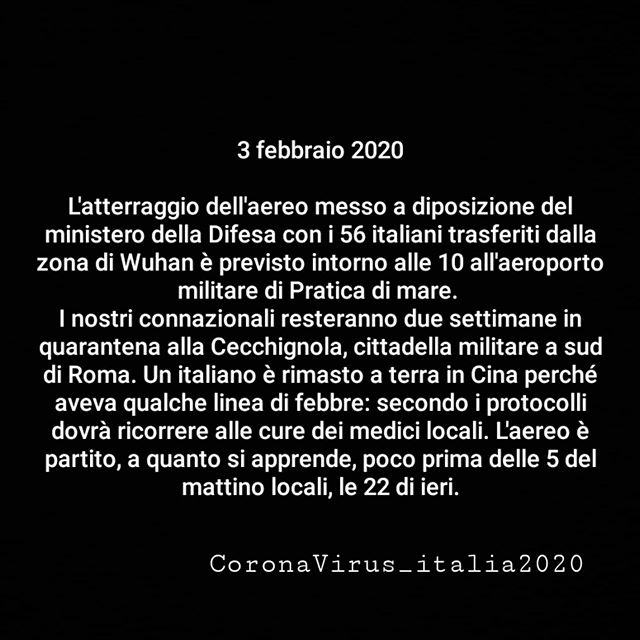 3 febbraio 2020
L'atterraggio dell'aereo messo a diposizione del
ministero della Difesa con i 56 italiani trasferiti dalla
zona di Wuhan è previsto intorno alle 10 all'aeroporto
militare di Pratica di mare.
I nostri connazionali resteranno due settimane in
quarantena alla Cecchignola, cittadella militare a sud
di Roma. Un italiano è rimasto a terra in Cina perché
aveva qualche linea di febbre: secondo i protocolli
dovrà ricorrere alle cure dei medici locali. L'aereo è
partito, a quanto si apprende, poco prima delle 5 del
mattino locali, le 22 di ieri.
CoronaVirus_italia2020